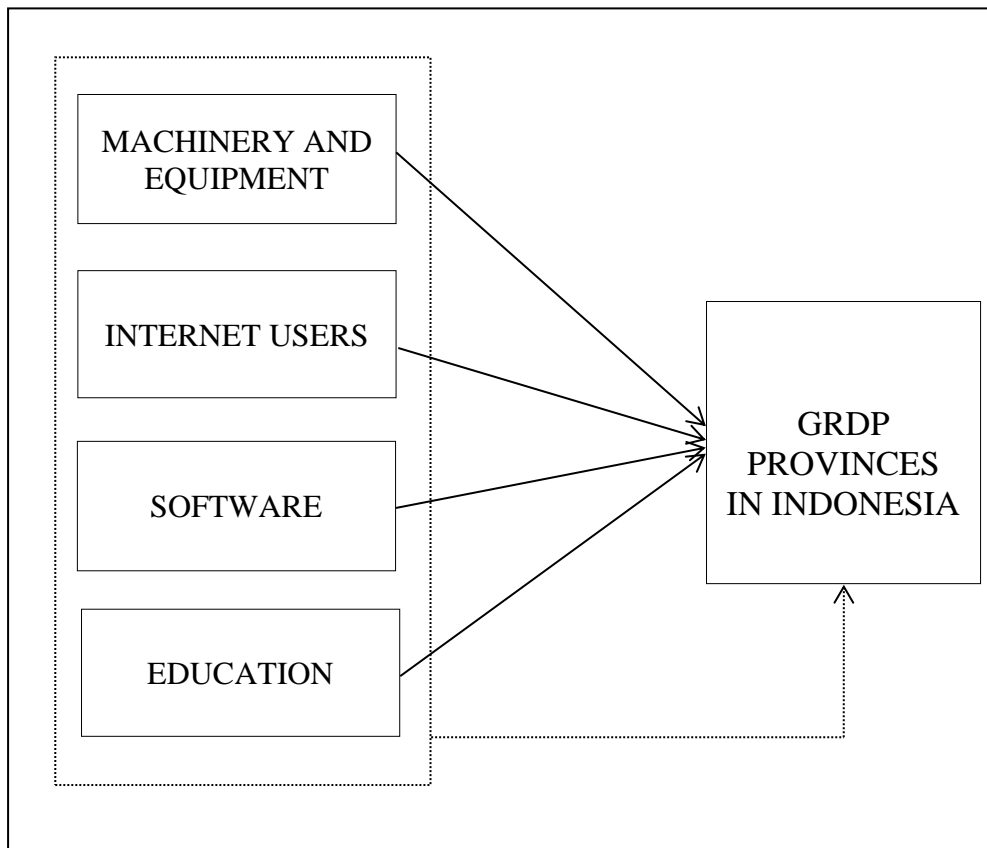 MACHINERY AND
EQUIPMENT
INTERNET USERS
SOFTWARE
EDUCATION
GRDP
PROVINCES
IN INDONESIA